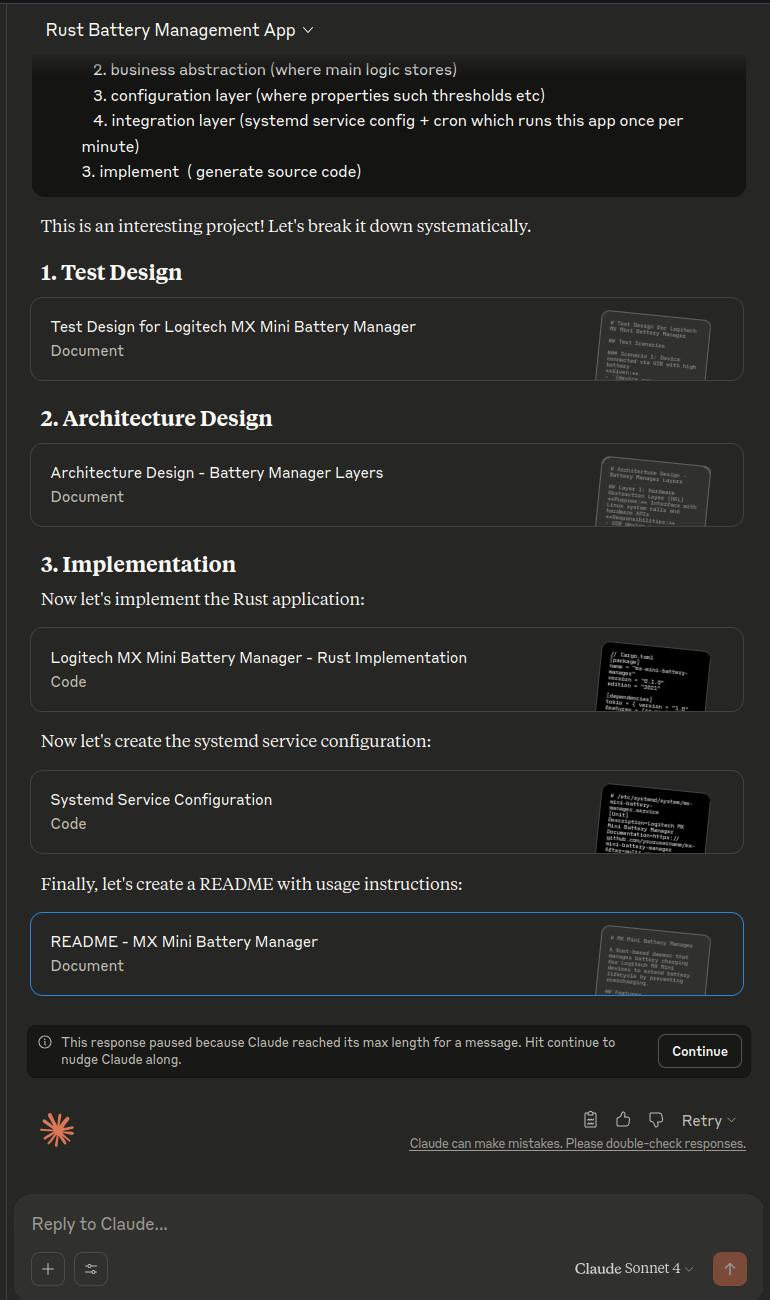 Rust Battery Management App
2. business abstraction (where main logic stores)
3. configuration layer (where properties such thresholds etc)
4. integration layer (systemd service config + cron which runs this app once per
minute)
3. implement ( generate source code)
This is an interesting project! Let's break it down systematically.
1. Test Design
Test Design for Logitech MX Mini Battery Manager
Document
# Test Design for Logitech
MX Mini Battery Manager
## Test Scenarios
### Scenario 1: Device
connected via USB with high
battery
**Given:**
2. Architecture Design
Architecture Design - Battery Manager Layers
Document
# Architecture Design -
Battery Manager Layers
## Layer 1: Hardware
Abstraction Layer (HAL)
**Purpose:** Interface with
Linux system calls and
hardware APIs
**Responsibilities:**
3. Implementation
Now let's implement the Rust application:
Logitech MX Mini Battery Manager - Rust Implementation
Code
// Cargo.toml
[package]
name = "mx-mini-battery-
manager"
version = "0.1.0"
edition = "2021"
[dependencies]
tokio = { version = "1.0"
Now let's create the systemd service configuration:
Systemd Service Configuration
Code
# /etc/systemd/system/mx-
mini-battery-
manager.service
[Unit]
Description=Logitech MX
Mini Battery Manager
Documentation=https://
github.com/yourusername/mx-
mini-battery-manager
Finally, let's create a README with usage instructions:
README - MX Mini Battery Manager
Document
# MX Mini Battery Manager
A Rust-based daemon that
manages battery charging
for Logitech MX Mini
devices to extend battery
lifecycle by preventing
overcharging.
## Features
This response paused because Claude reached its max length for a message. Hit continue to
nudge Claude along.
Continue
Retry
Claude can make mistakes. Please double-check responses.
Reply to Claude...
Claude Sonnet 4